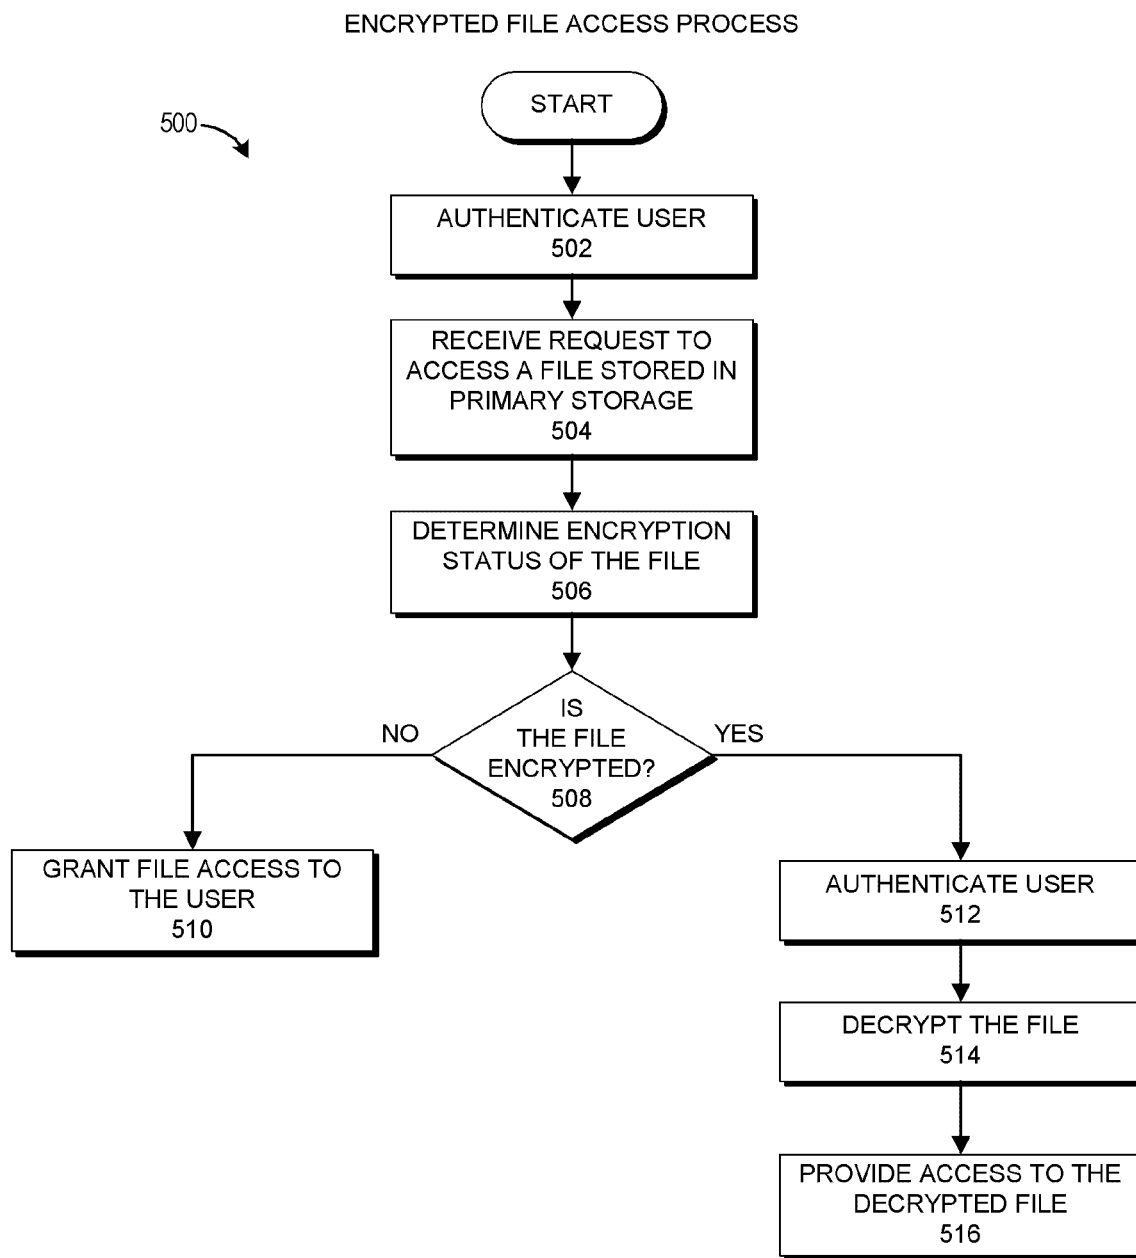 ENCRYPTED FILE ACCESS PROCESS
START
500
AUTHENTICATE USER
502
RECEIVE REQUEST TO
ACCESS A FILE STORED IN
PRIMARY STORAGE
504
DETERMINE ENCRYPTION
STATUS OF THE FILE
506
IS
THE FILE
ENCRYPTED?
508
NO
YES
GRANT FILE ACCESS TO
THE USER
510
AUTHENTICATE USER
512
DECRYPT THE FILE
514
PROVIDE ACCESS TO THE
DECRYPTED FILE
516